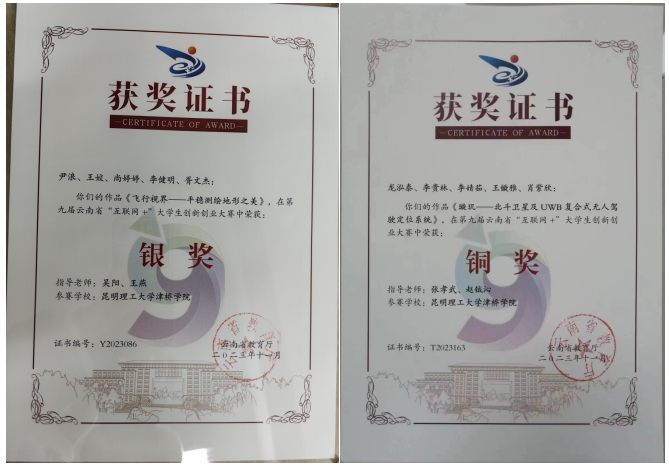 获奖证书
CERTIFICATE OF AWARD
尹浪、王姣、尚婷婷、李健明、胥文杰：
你们的作品《飞行视界——平稳测绘地形之美》，在第
九届云南省“互联网+”大学生创新创业大赛中荣获：
银奖
指导老师：吴阳、王燕
参赛学校：昆明理工大学津桥学院
证书编号：Y2023086
云南省教育厅
二〇二三年十一月
获奖证书
CERTIFICATE OF AWARD
龙泓泰、李贵林、李婧茹、王镟雅、肖紫欣：
你们的作品《璇玑——北斗卫星及UWB复合式无人驾
驶定位系统》，在第九届云南省“互联网+”大学生创新创
业大赛中荣获：
铜奖
指导老师：张孝武、赵铱沁
参赛学校：昆明理工大学津桥学院
证书编号：T2023163
云南省教育厅
二〇二三年十一月